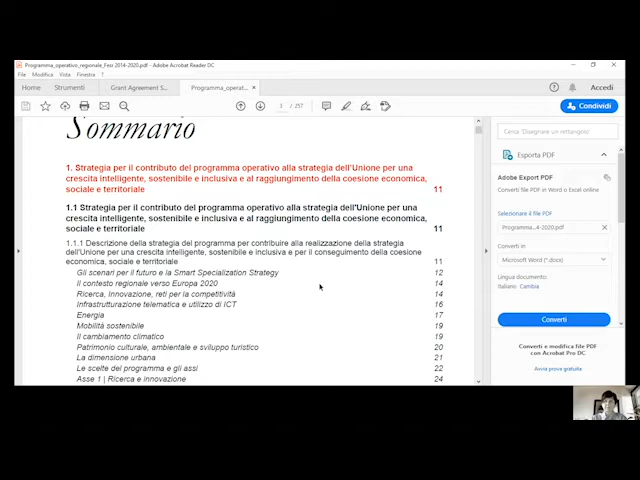 Programma_operativo_regionale_Fesr 2014-2020.pdf - Adobe Acrobat Reader DC
File Modifica Vista Finestra ?
Home Strumenti Grant Agreement S... Programma_operat... × Accedi
3 / 257 Condividi
Sommario
1. Strategia per il contributo del programma operativo alla strategia dell'Unione per una
crescita intelligente, sostenibile e inclusiva e al raggiungimento della coesione economica,
sociale e territoriale 11
1.1 Strategia per il contributo del programma operativo alla strategia dell'Unione per una
crescita intelligente, sostenibile e inclusiva e al raggiungimento della coesione economica,
sociale e territoriale 11
1.1.1 Descrizione della strategia del programma per contribuire alla realizzazione della strategia
dell'Unione per una crescita intelligente, sostenibile e inclusiva e per il conseguimento della coesione
economica, sociale e territoriale 11
Gli scenari per il futuro e la Smart Specialization Strategy 12
Il contesto regionale verso Europa 2020 14
Ricerca, Innovazione, reti per la competitività 14
Infrastrutturazione telematica e utilizzo di ICT 16
Energia 17
Mobilità sostenibile 19
Il cambiamento climatico 19
Patrimonio culturale, ambientale e sviluppo turistico 20
La dimensione urbana 21
Le scelte del programma e gli assi 22
Asse 1 | Ricerca e innovazione 24
Cerca 'Disegnare un rettangolo'
Esporta PDF
Adobe Export PDF
Converti file PDF in Word o Excel online
Selezionare il file PDF
Programma...4-2020.pdf
Converti in
Microsoft Word (*.docx)
Lingua documento:
Italiano Cambia
Converti
Converti e modifica file PDF
con Acrobat Pro DC
Avvia prova gratuita